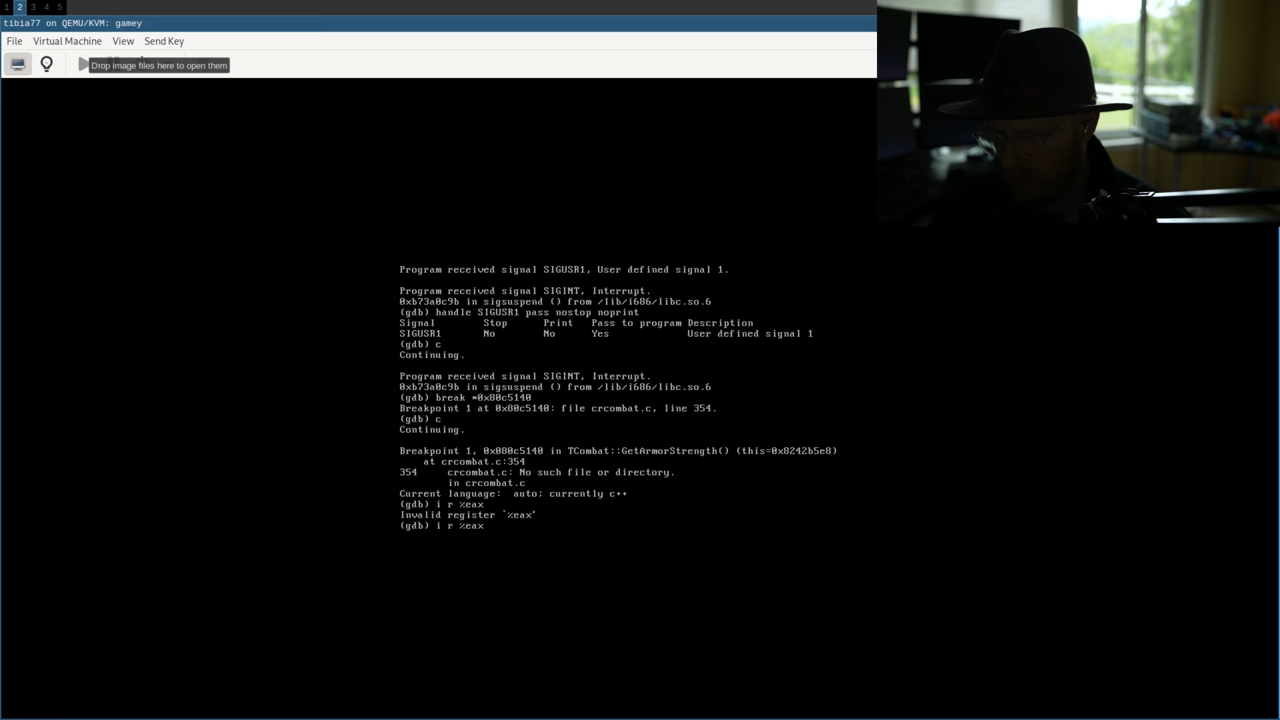 1 2 3 4 5
tibia77 on QEMU/KVM: gamey
File Virtual Machine View Send Key
Drop image files here to open them
Program received signal SIGUSR1, User defined signal 1.
Program received signal SIGINT, Interrupt.
0xb73a0c9b in sigsuspend () from /lib/i686/libc.so.6
(gdb) handle SIGUSR1 pass nostop noprint
Signal Stop Print Pass to program Description
SIGUSR1 No No Yes User defined signal 1
(gdb) c
Continuing.
Program received signal SIGINT, Interrupt.
0xb73a0c9b in sigsuspend () from /lib/i686/libc.so.6
(gdb) break *0x80c5140
Breakpoint 1 at 0x80c5140: file crcombat.c, line 354.
(gdb) c
Continuing.
Breakpoint 1, 0x080c5140 in TCombat::GetArmorStrength() (this=0x8242b5e8)
at crcombat.c:354
354 crcombat.c: No such file or directory.
in crcombat.c
Current language: auto; currently c++
(gdb) i r %eax
Invalid register `%eax'
(gdb) i r %eax